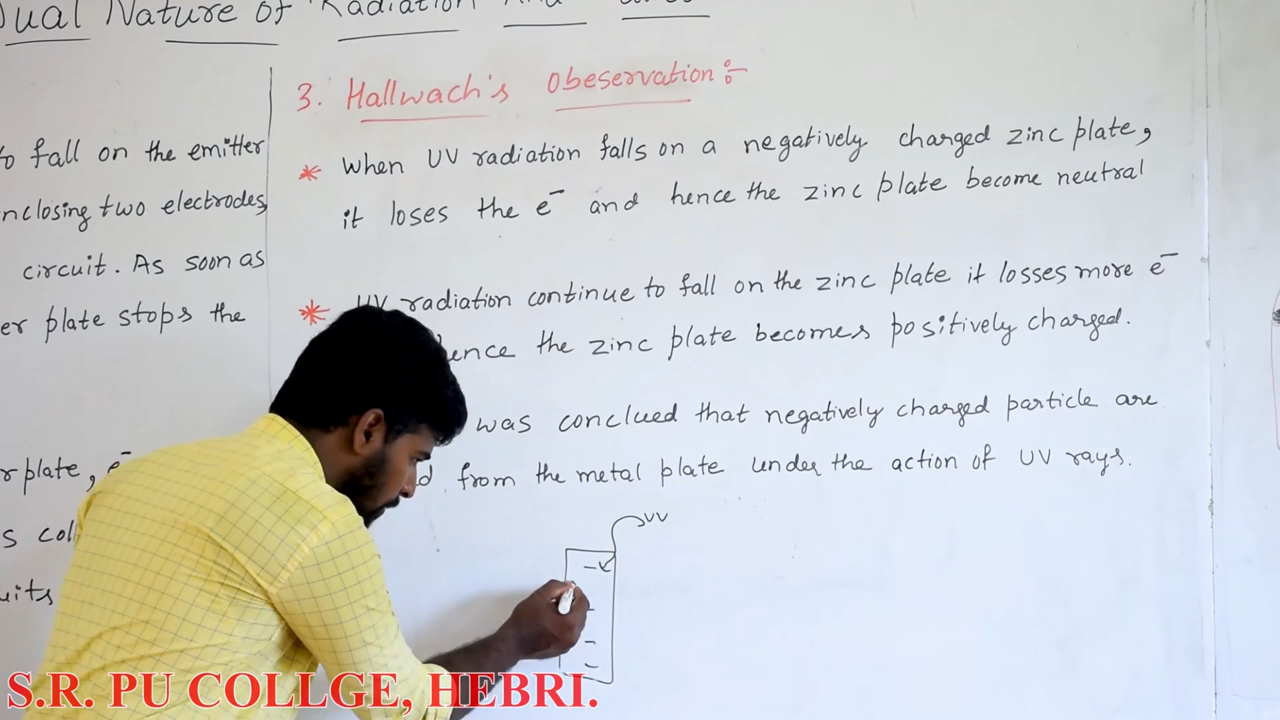 Dual Nature of Radiation And
to fall on the emitter
enclosing two electrodes,
circuit. As soon as
er plate stops the
r plate, e⁻
s coll
uits
3. Hallwach's Obeservation :-
* When UV radiation falls on a negatively charged zinc plate,
it loses the e⁻ and hence the zinc plate become neutral
* UV radiation continue to fall on the zinc plate it losses more e⁻
hence the zinc plate becomes positively charged.
was conclued that negatively charged particle are
d from the metal plate under the action of UV rays.
UV
S.R. PU COLLGE, HEBRI.